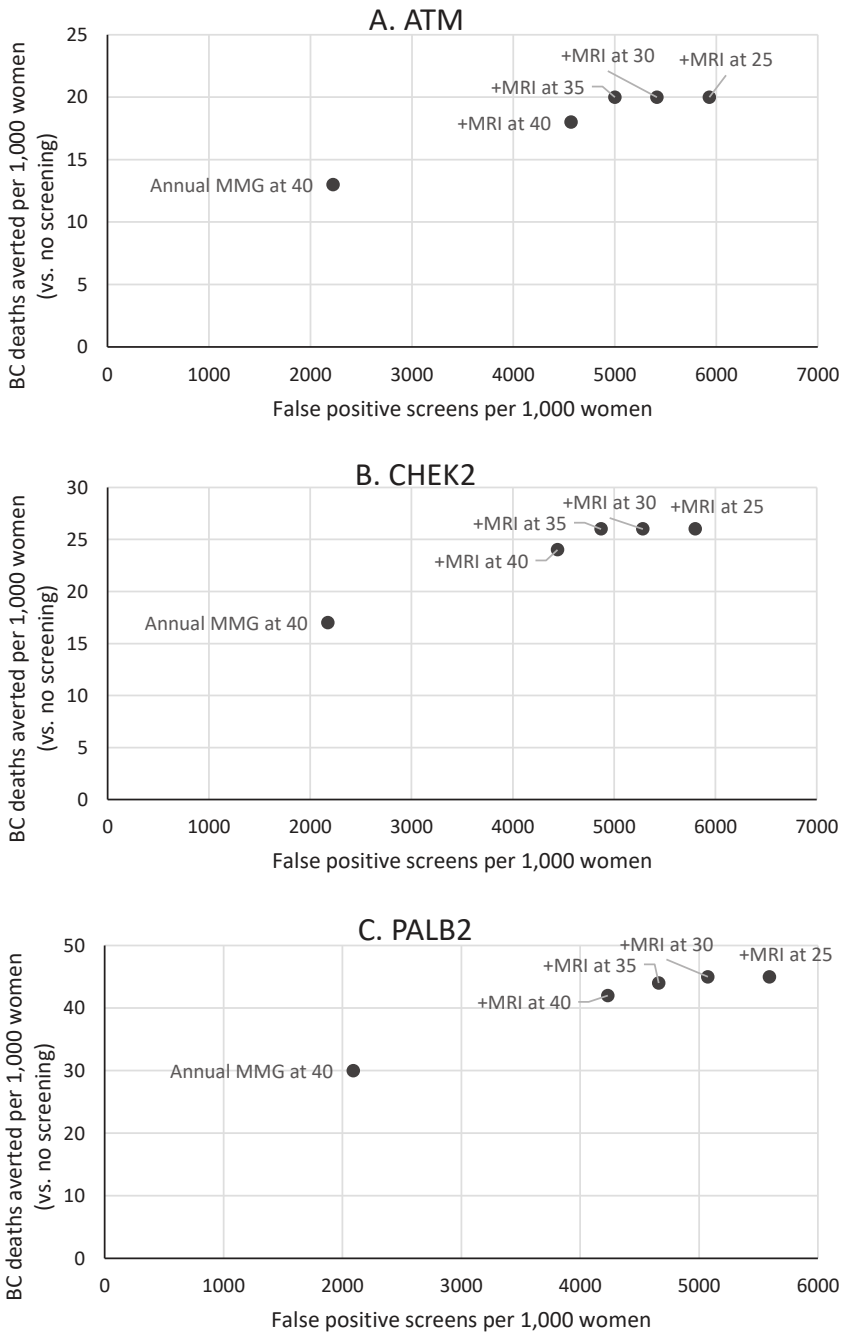 A. ATM
BC deaths averted per 1,000 women
(vs. no screening)
25
20
15
10
5
0
+MRI at 30
+MRI at 25
+MRI at 35
+MRI at 40
Annual MMG at 40
0 1000 2000 3000 4000 5000 6000 7000
False positive screens per 1,000 women
B. CHEK2
BC deaths averted per 1,000 women
(vs. no screening)
30
25
20
15
10
5
0
+MRI at 30
+MRI at 25
+MRI at 35
+MRI at 40
Annual MMG at 40
0 1000 2000 3000 4000 5000 6000 7000
False positive screens per 1,000 women
C. PALB2
BC deaths averted per 1,000 women
(vs. no screening)
50
40
30
20
10
0
+MRI at 30
+MRI at 25
+MRI at 35
+MRI at 40
Annual MMG at 40
0 1000 2000 3000 4000 5000 6000
False positive screens per 1,000 women